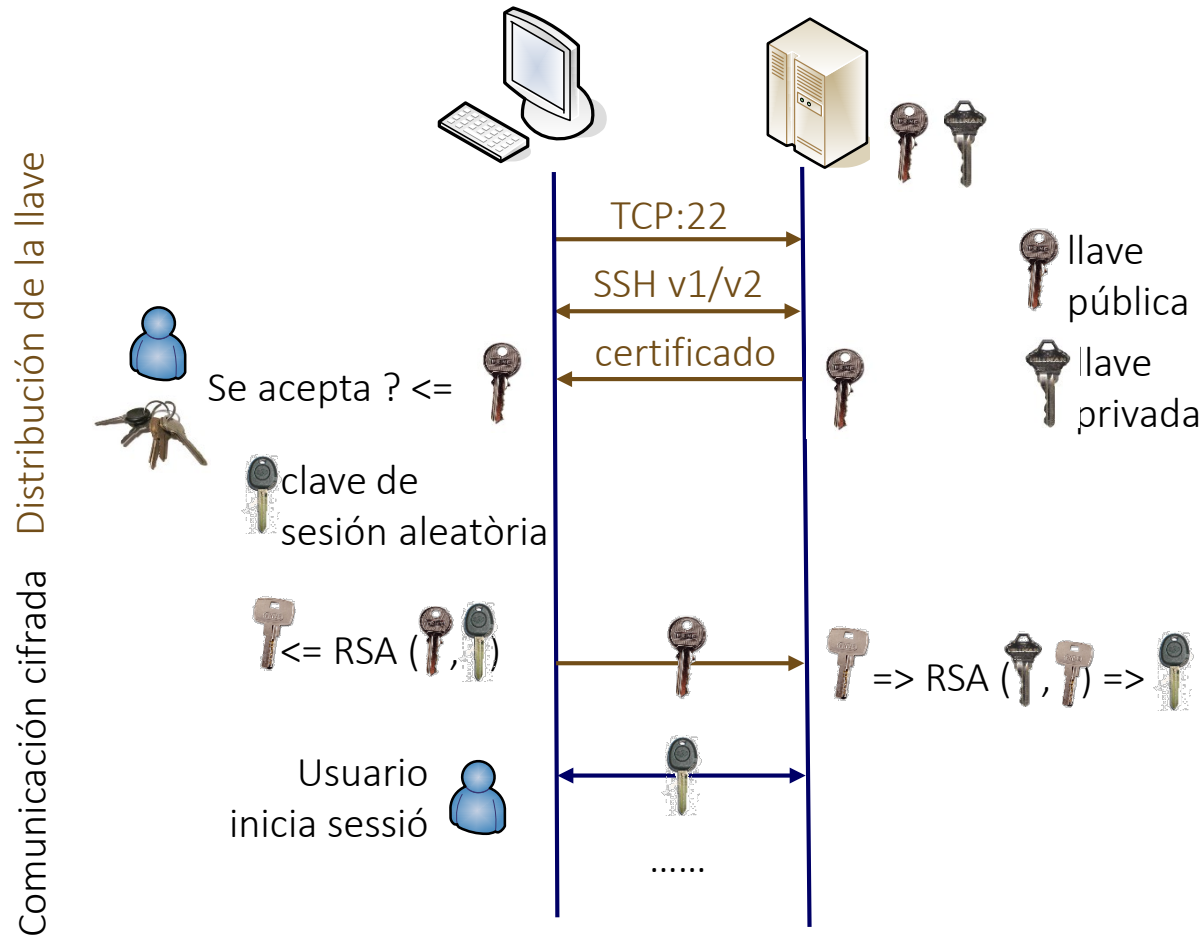 Distribución de la llave
Comunicación cifrada
TCP:22
SSH v1/v2
certificado
llave
pública
llave
privada
Se acepta ? <=
clave de
sesión aleatòria
<= RSA ( , )
=> RSA ( , ) =>
Usuario
inicia sessió
......